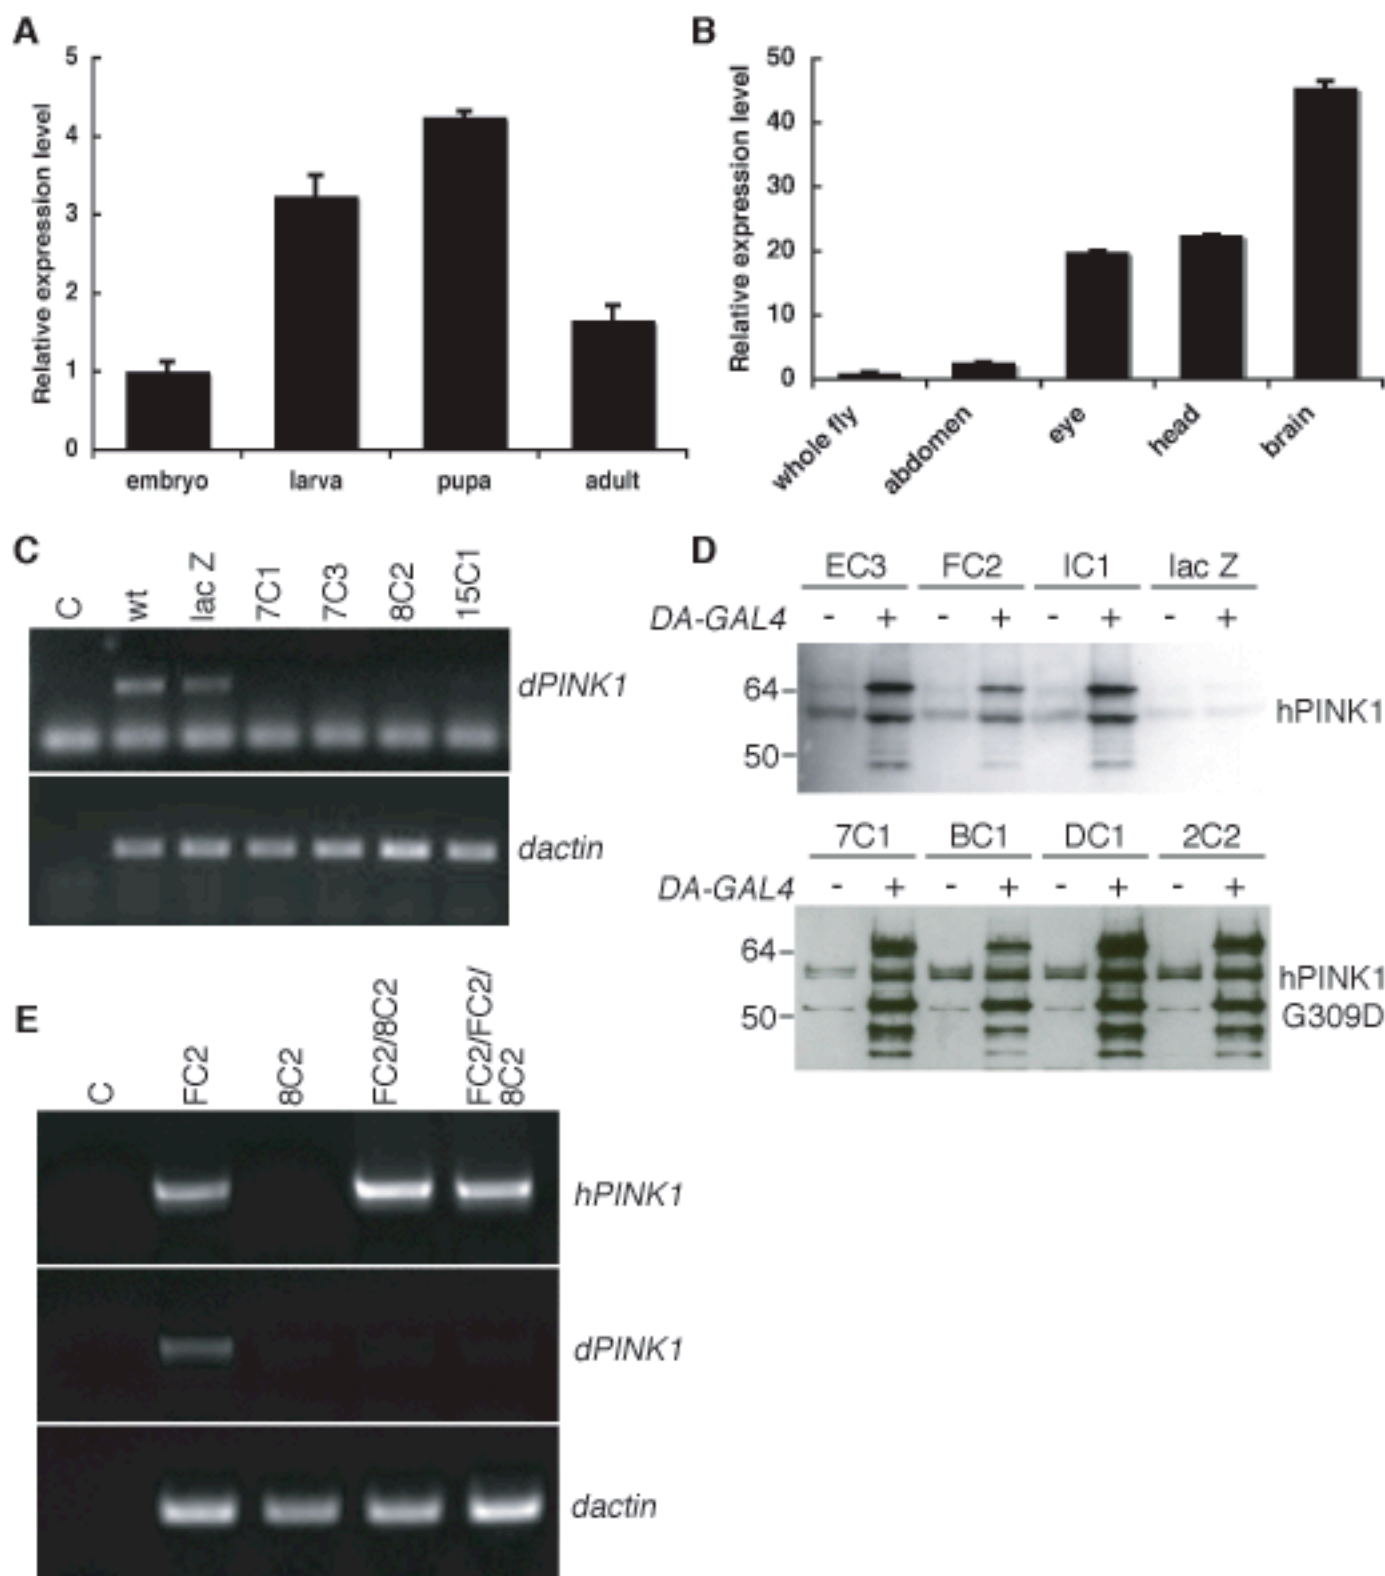 A
Relative expression level
5
4
3
2
1
0
embryo
larva
pupa
adult
B
Relative expression level
50
40
30
20
10
0
whole fly
abdomen
eye
head
brain
C
C
wt
lac Z
7C1
7C3
8C2
15C1
dPINK1
dactin
D
EC3 FC2 IC1 lac Z
DA-GAL4 - + - + - + - +
64
50
hPINK1
7C1 BC1 DC1 2C2
DA-GAL4 - + - + - + - +
64
50
hPINK1
G309D
E
C
FC2
8C2
FC2/8C2
FC2/FC2/
8C2
hPINK1
dPINK1
dactin